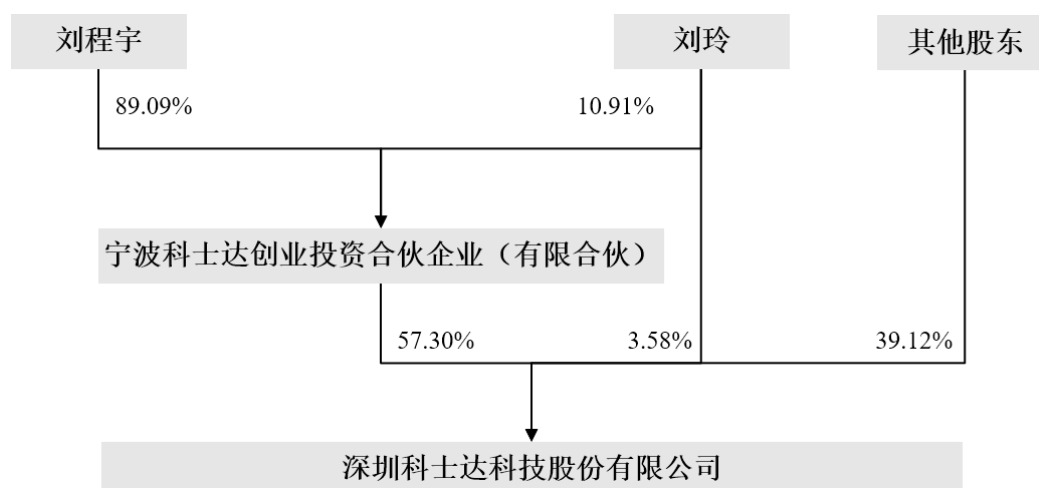 刘程宇
刘玲
其他股东
89.09%
10.91%
宁波科士达创业投资合伙企业（有限合伙）
57.30%
3.58%
39.12%
深圳科士达科技股份有限公司